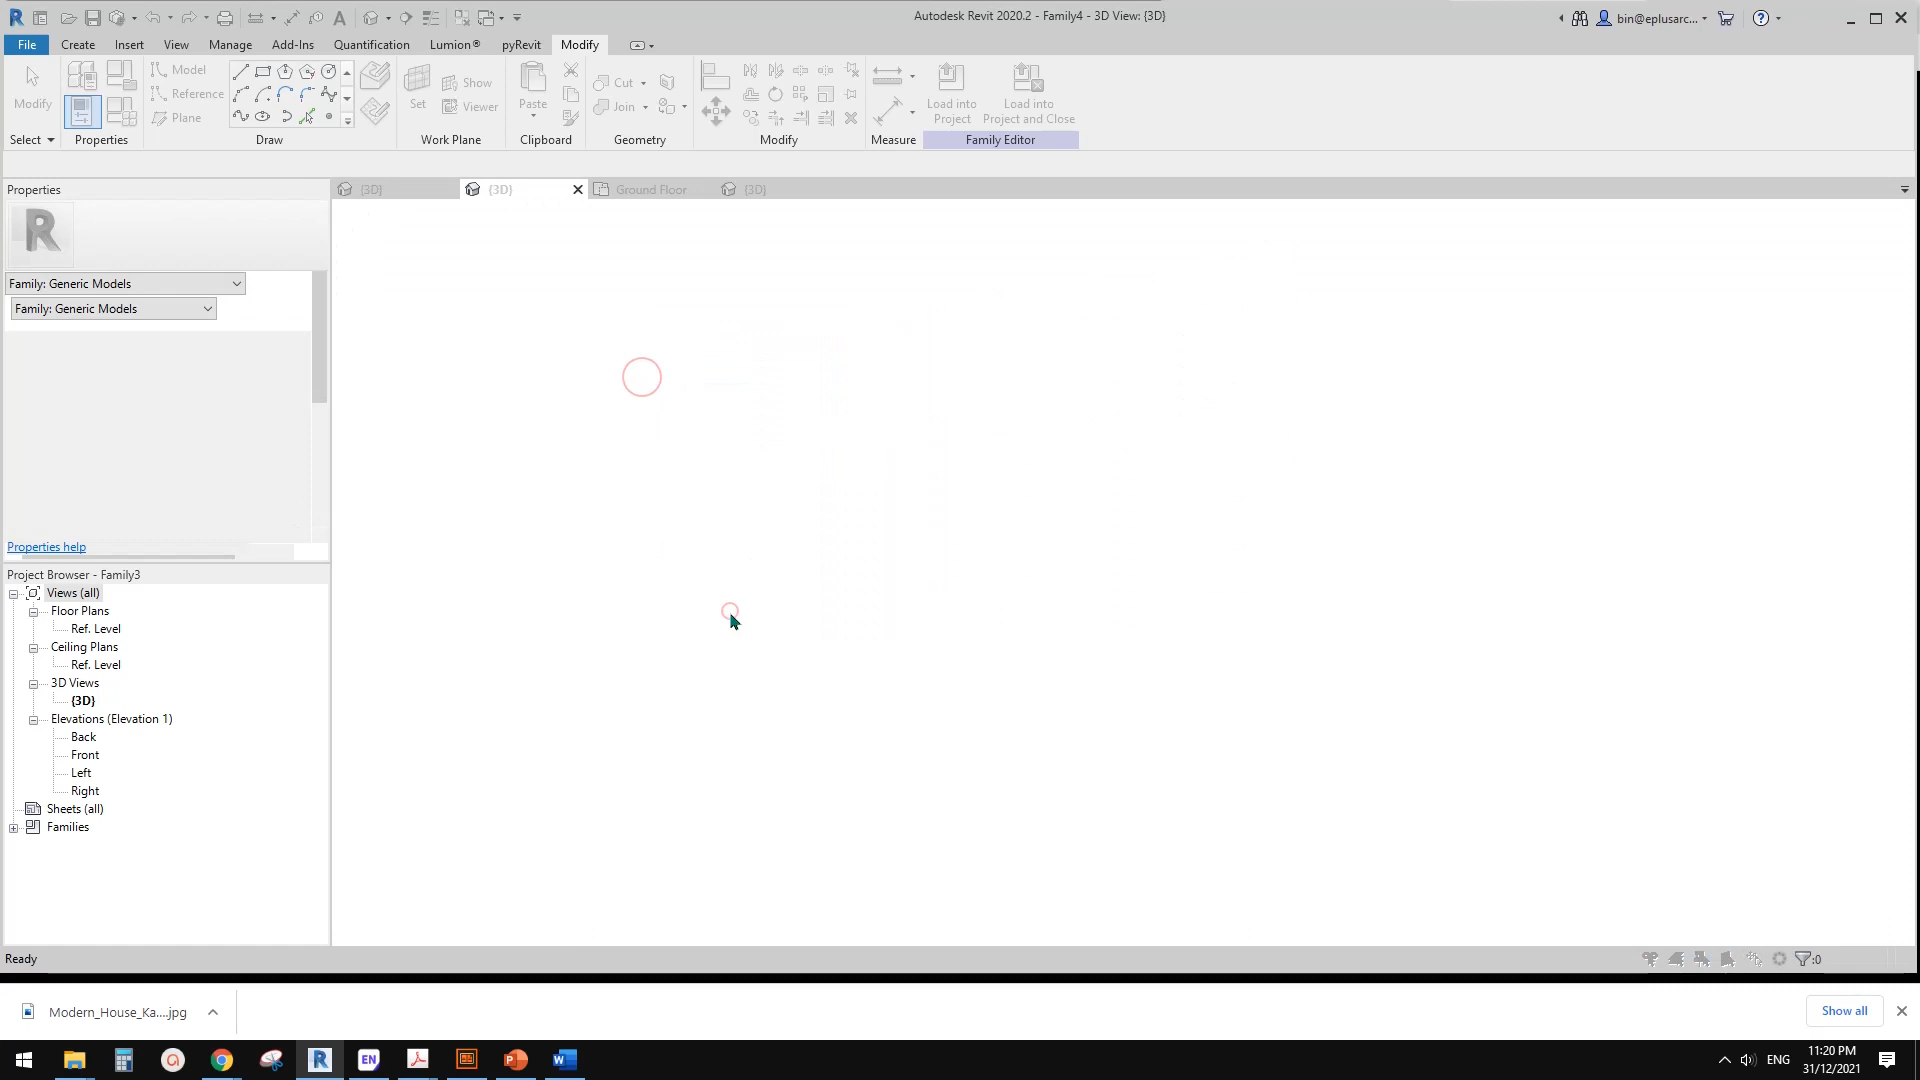 Autodesk Revit 2020.2 - Family4 - 3D View: {3D}
bin@eplusarc...
File Create Insert View Manage Add-Ins Quantification Lumion® pyRevit Modify
Modify
Model
Reference
Plane
Set
Show
Viewer
Paste
Cut
Join
Load into Project
Load into Project and Close
Select Properties Draw Work Plane Clipboard Geometry Modify Measure Family Editor
Properties
{3D} {3D} Ground Floor {3D}
R
Family: Generic Models
Family: Generic Models
Properties help
Project Browser - Family3
Views (all)
Floor Plans
Ref. Level
Ceiling Plans
Ref. Level
3D Views
{3D}
Elevations (Elevation 1)
Back
Front
Left
Right
Sheets (all)
Families
Ready
:0
Modern_House_Ka....jpg
Show all
EN
ENG
11:20 PM
31/12/2021